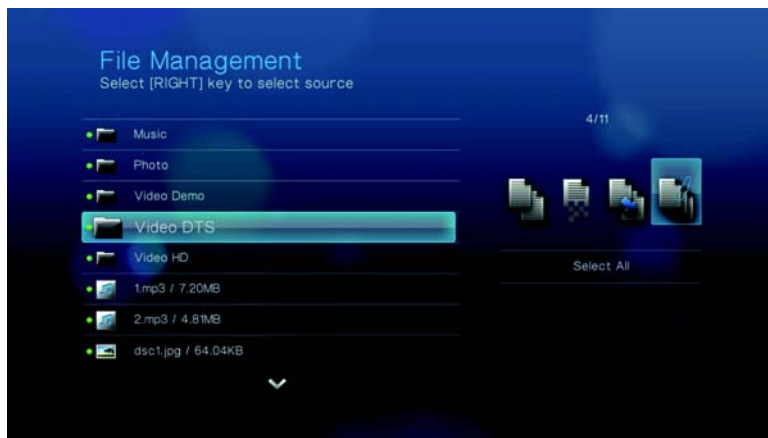 File Management
Select [RIGHT] key to select source
4/11
Music
Photo
Video Demo
Video DTS
Video HD
1.mp3 / 7.20MB
2.mp3 / 4.81MB
dsc1.jpg / 64.04KB
Select All